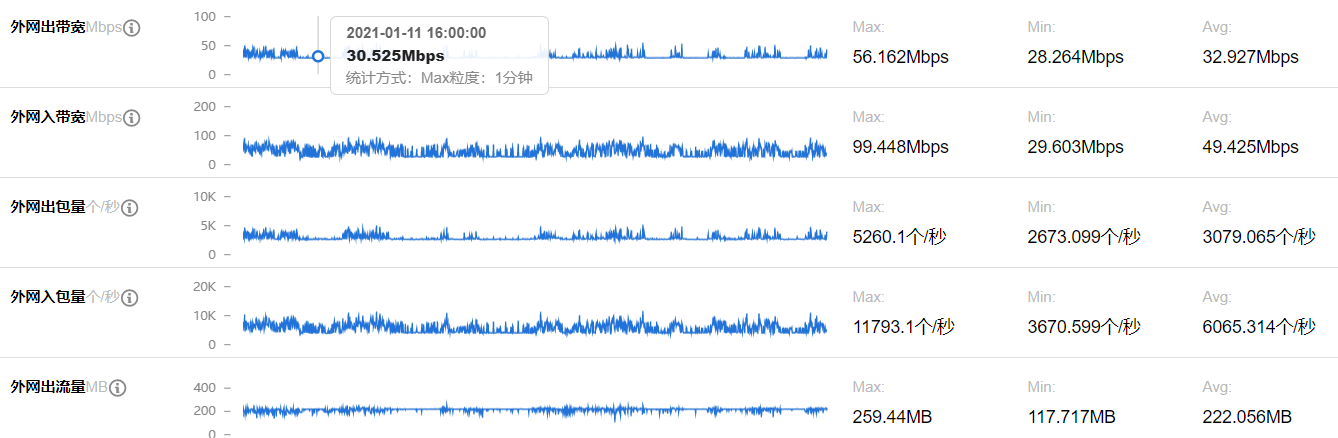 外网出带宽Mbps
100
50
0
2021-01-11 16:00:00
30.525Mbps
统计方式：Max粒度：1分钟
Max:
56.162Mbps
Min:
28.264Mbps
Avg:
32.927Mbps
外网入带宽Mbps
200
100
0
Max:
99.448Mbps
Min:
29.603Mbps
Avg:
49.425Mbps
外网出包量个/秒
10K
5K
0
Max:
5260.1个/秒
Min:
2673.099个/秒
Avg:
3079.065个/秒
外网入包量个/秒
20K
10K
0
Max:
11793.1个/秒
Min:
3670.599个/秒
Avg:
6065.314个/秒
外网出流量MB
400
200
0
Max:
259.44MB
Min:
117.717MB
Avg:
222.056MB